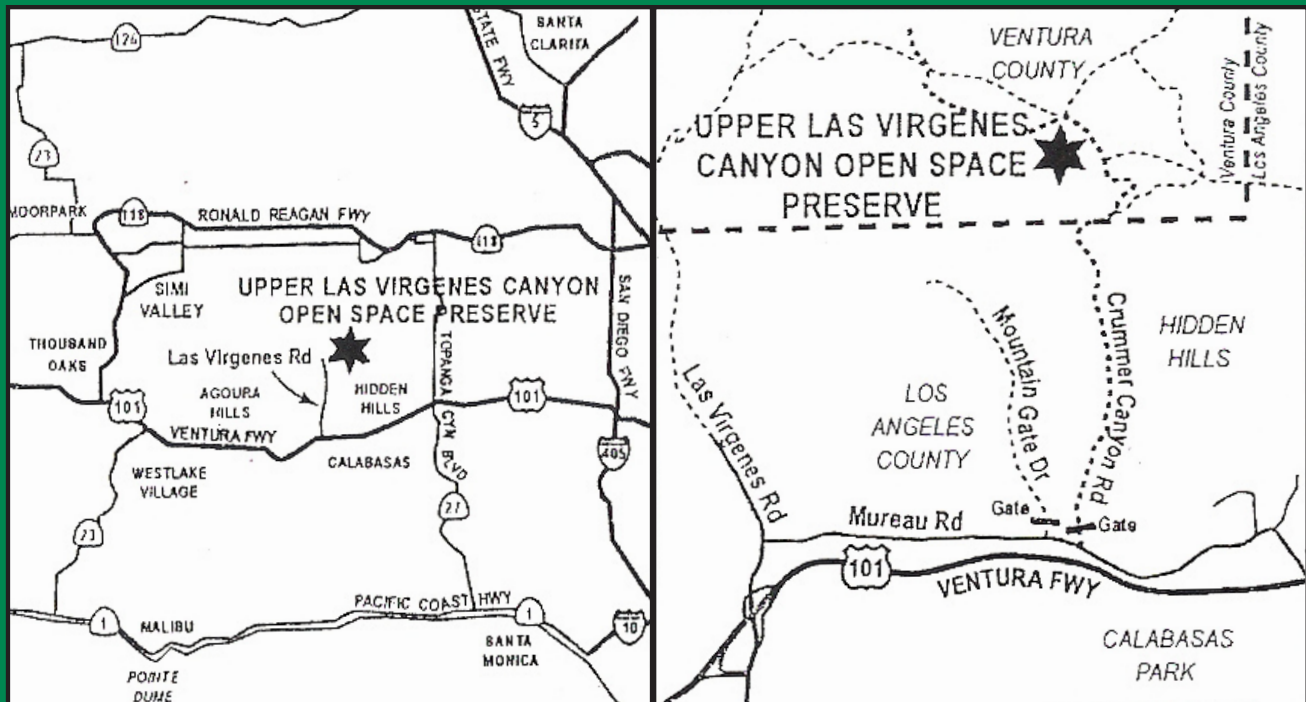 126
STATE FWY
SANTA
CLARITA
5
23
MOORPARK
118
RONALD REAGAN FWY
118
SIMI
VALLEY
UPPER LAS VIRGENES CANYON
OPEN SPACE PRESERVE
SAN DIEGO FWY
THOUSAND
OAKS
Las Virgenes Rd
TOPANGA CYN BLVD
AGOURA
HILLS
HIDDEN
HILLS
101
101
VENTURA FWY
CALABASAS
405
WESTLAKE
VILLAGE
27
23
PACIFIC COAST HWY
1
MALIBU
1
10
SANTA
MONICA
POINTE
DUME
VENTURA
COUNTY
Ventura County
Los Angeles County
UPPER LAS VIRGENES
CANYON OPEN SPACE
PRESERVE
Mountain Gate Dr
Crummer Canyon Rd
HIDDEN
HILLS
Las Virgenes Rd
LOS
ANGELES
COUNTY
Gate
Gate
Mureau Rd
101
VENTURA FWY
CALABASAS
PARK